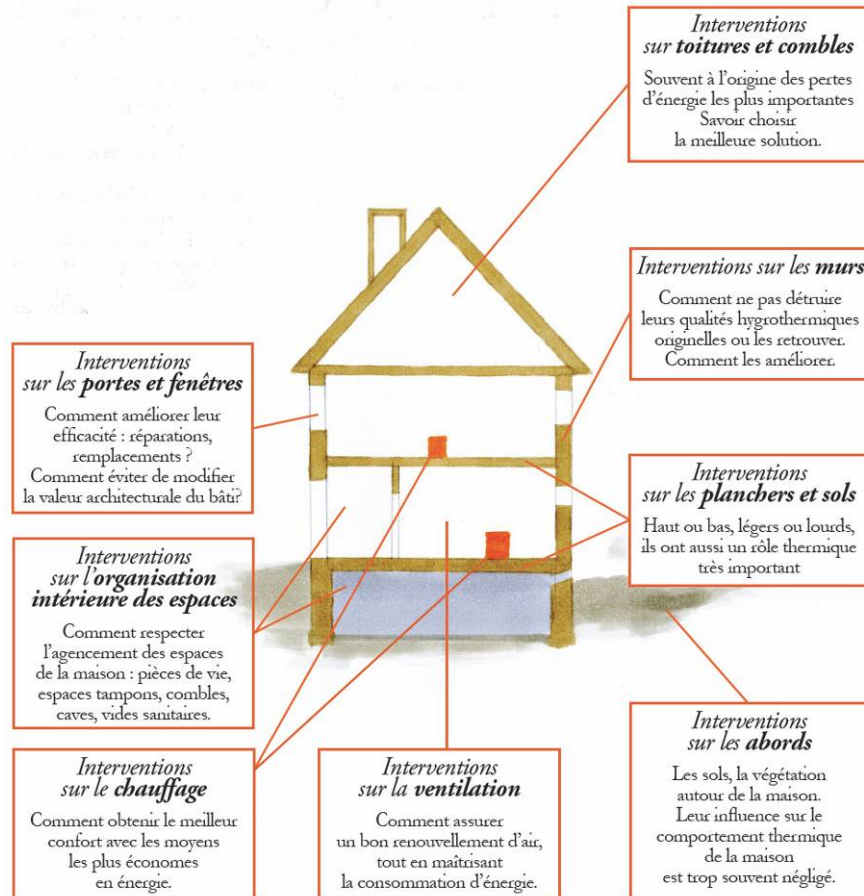 Interventions
sur toitures et combles
Souvent à l'origine des pertes
d'énergie les plus importantes
Savoir choisir
la meilleure solution.
Interventions sur les murs
Comment ne pas détruire
leurs qualités hygrothermiques
originelles ou les retrouver.
Comment les améliorer.
Interventions
sur les portes et fenêtres
Comment améliorer leur
efficacité : réparations,
remplacements ?
Comment éviter de modifier
la valeur architecturale du bâti?
Interventions
sur les planchers et sols
Haut ou bas, légers ou lourds,
ils ont aussi un rôle thermique
très important
Interventions
sur l'organisation
intérieure des espaces
Comment respecter
l'agencement des espaces
de la maison : pièces de vie,
espaces tampons, combles,
caves, vides sanitaires.
Interventions
sur le chauffage
Comment obtenir le meilleur
confort avec les moyens
les plus économes
en énergie.
Interventions
sur la ventilation
Comment assurer
un bon renouvellement d'air,
tout en maîtrisant
la consommation d'énergie.
Interventions
sur les abords
Les sols, la végétation
autour de la maison.
Leur influence sur le
comportement thermique
de la maison
est trop souvent négligé.